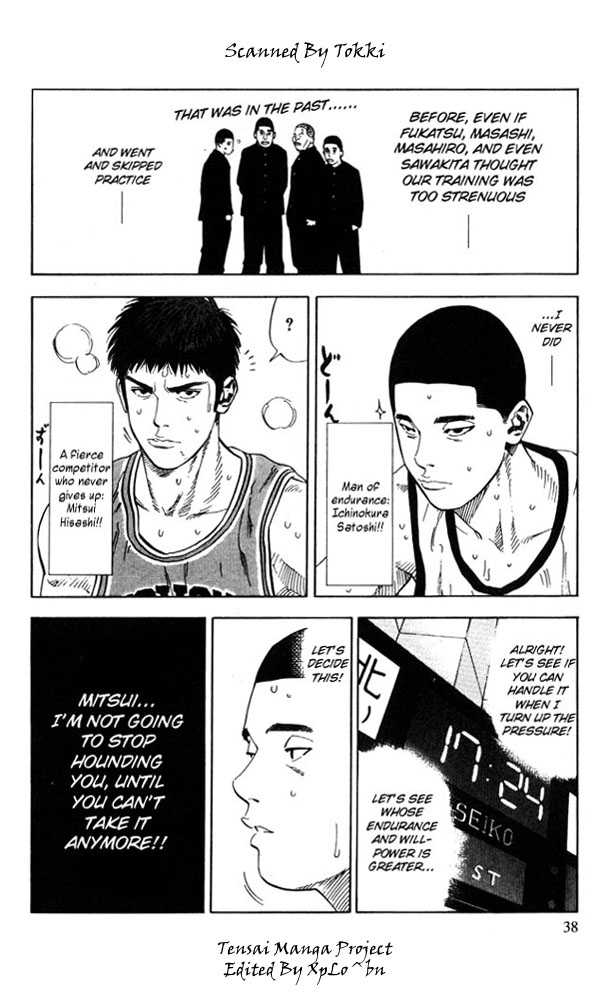 Scanned By Tokki
BEFORE, EVEN IF
FUKATSU, MASASHI,
MASAHIRO, AND EVEN
SAWAKITA THOUGHT
OUR TRAINING WAS
TOO STRENUOUS
THAT WAS IN THE PAST......
AND WENT
AND SKIPPED
PRACTICE
...I
NEVER
DID
どーん
Man of
endurance:
Ichinokura
Satoshi!!
?
A fierce
competitor
who never
gives up:
Mitsui
Hisashi!!
ALRIGHT!
LET'S SEE IF
YOU CAN
HANDLE IT
WHEN I
TURN UP THE
PRESSURE!
北
17:24
SEIKO
ST
LET'S SEE
WHOSE
ENDURANCE
AND WILL-
POWER IS
GREATER...
LET'S
DECIDE
THIS!
MITSUI...
I'M NOT GOING
TO STOP
HOUNDING
YOU, UNTIL
YOU CAN'T
TAKE IT
ANYMORE!!
38
Tensai Manga Project
Edited By XpLo^bn